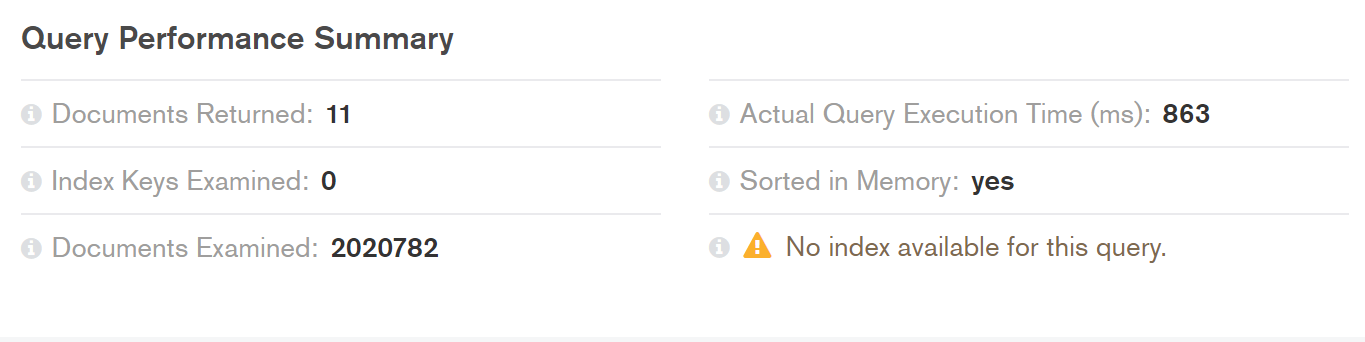 Query Performance Summary
Documents Returned: 11
Actual Query Execution Time (ms): 863
Index Keys Examined: 0
Sorted in Memory: yes
Documents Examined: 2020782
No index available for this query.